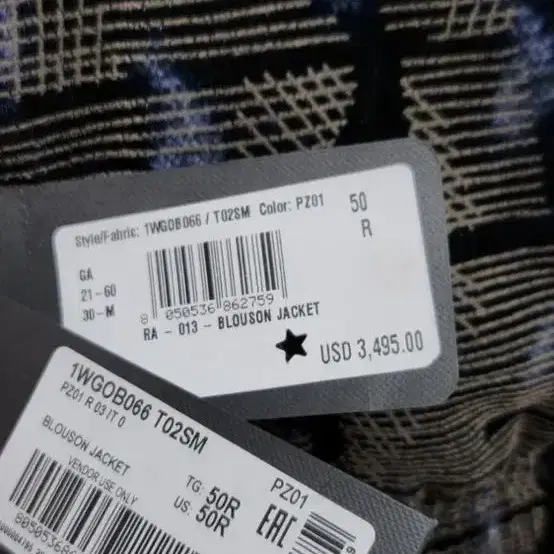 Style/Fabric: 1WGOB066 / T02SM Color: PZ01
50
R
GA
21-60
30-M
8 050536 862759
RA - 013 - BLOUSON JACKET
USD 3,495.00
1WGOB066 T02SM
PZ01 R 03 IT 0
BLOUSON JACKET
VENDOR USE ONLY
TG: 50R
US: 50R
PZ01
EAC